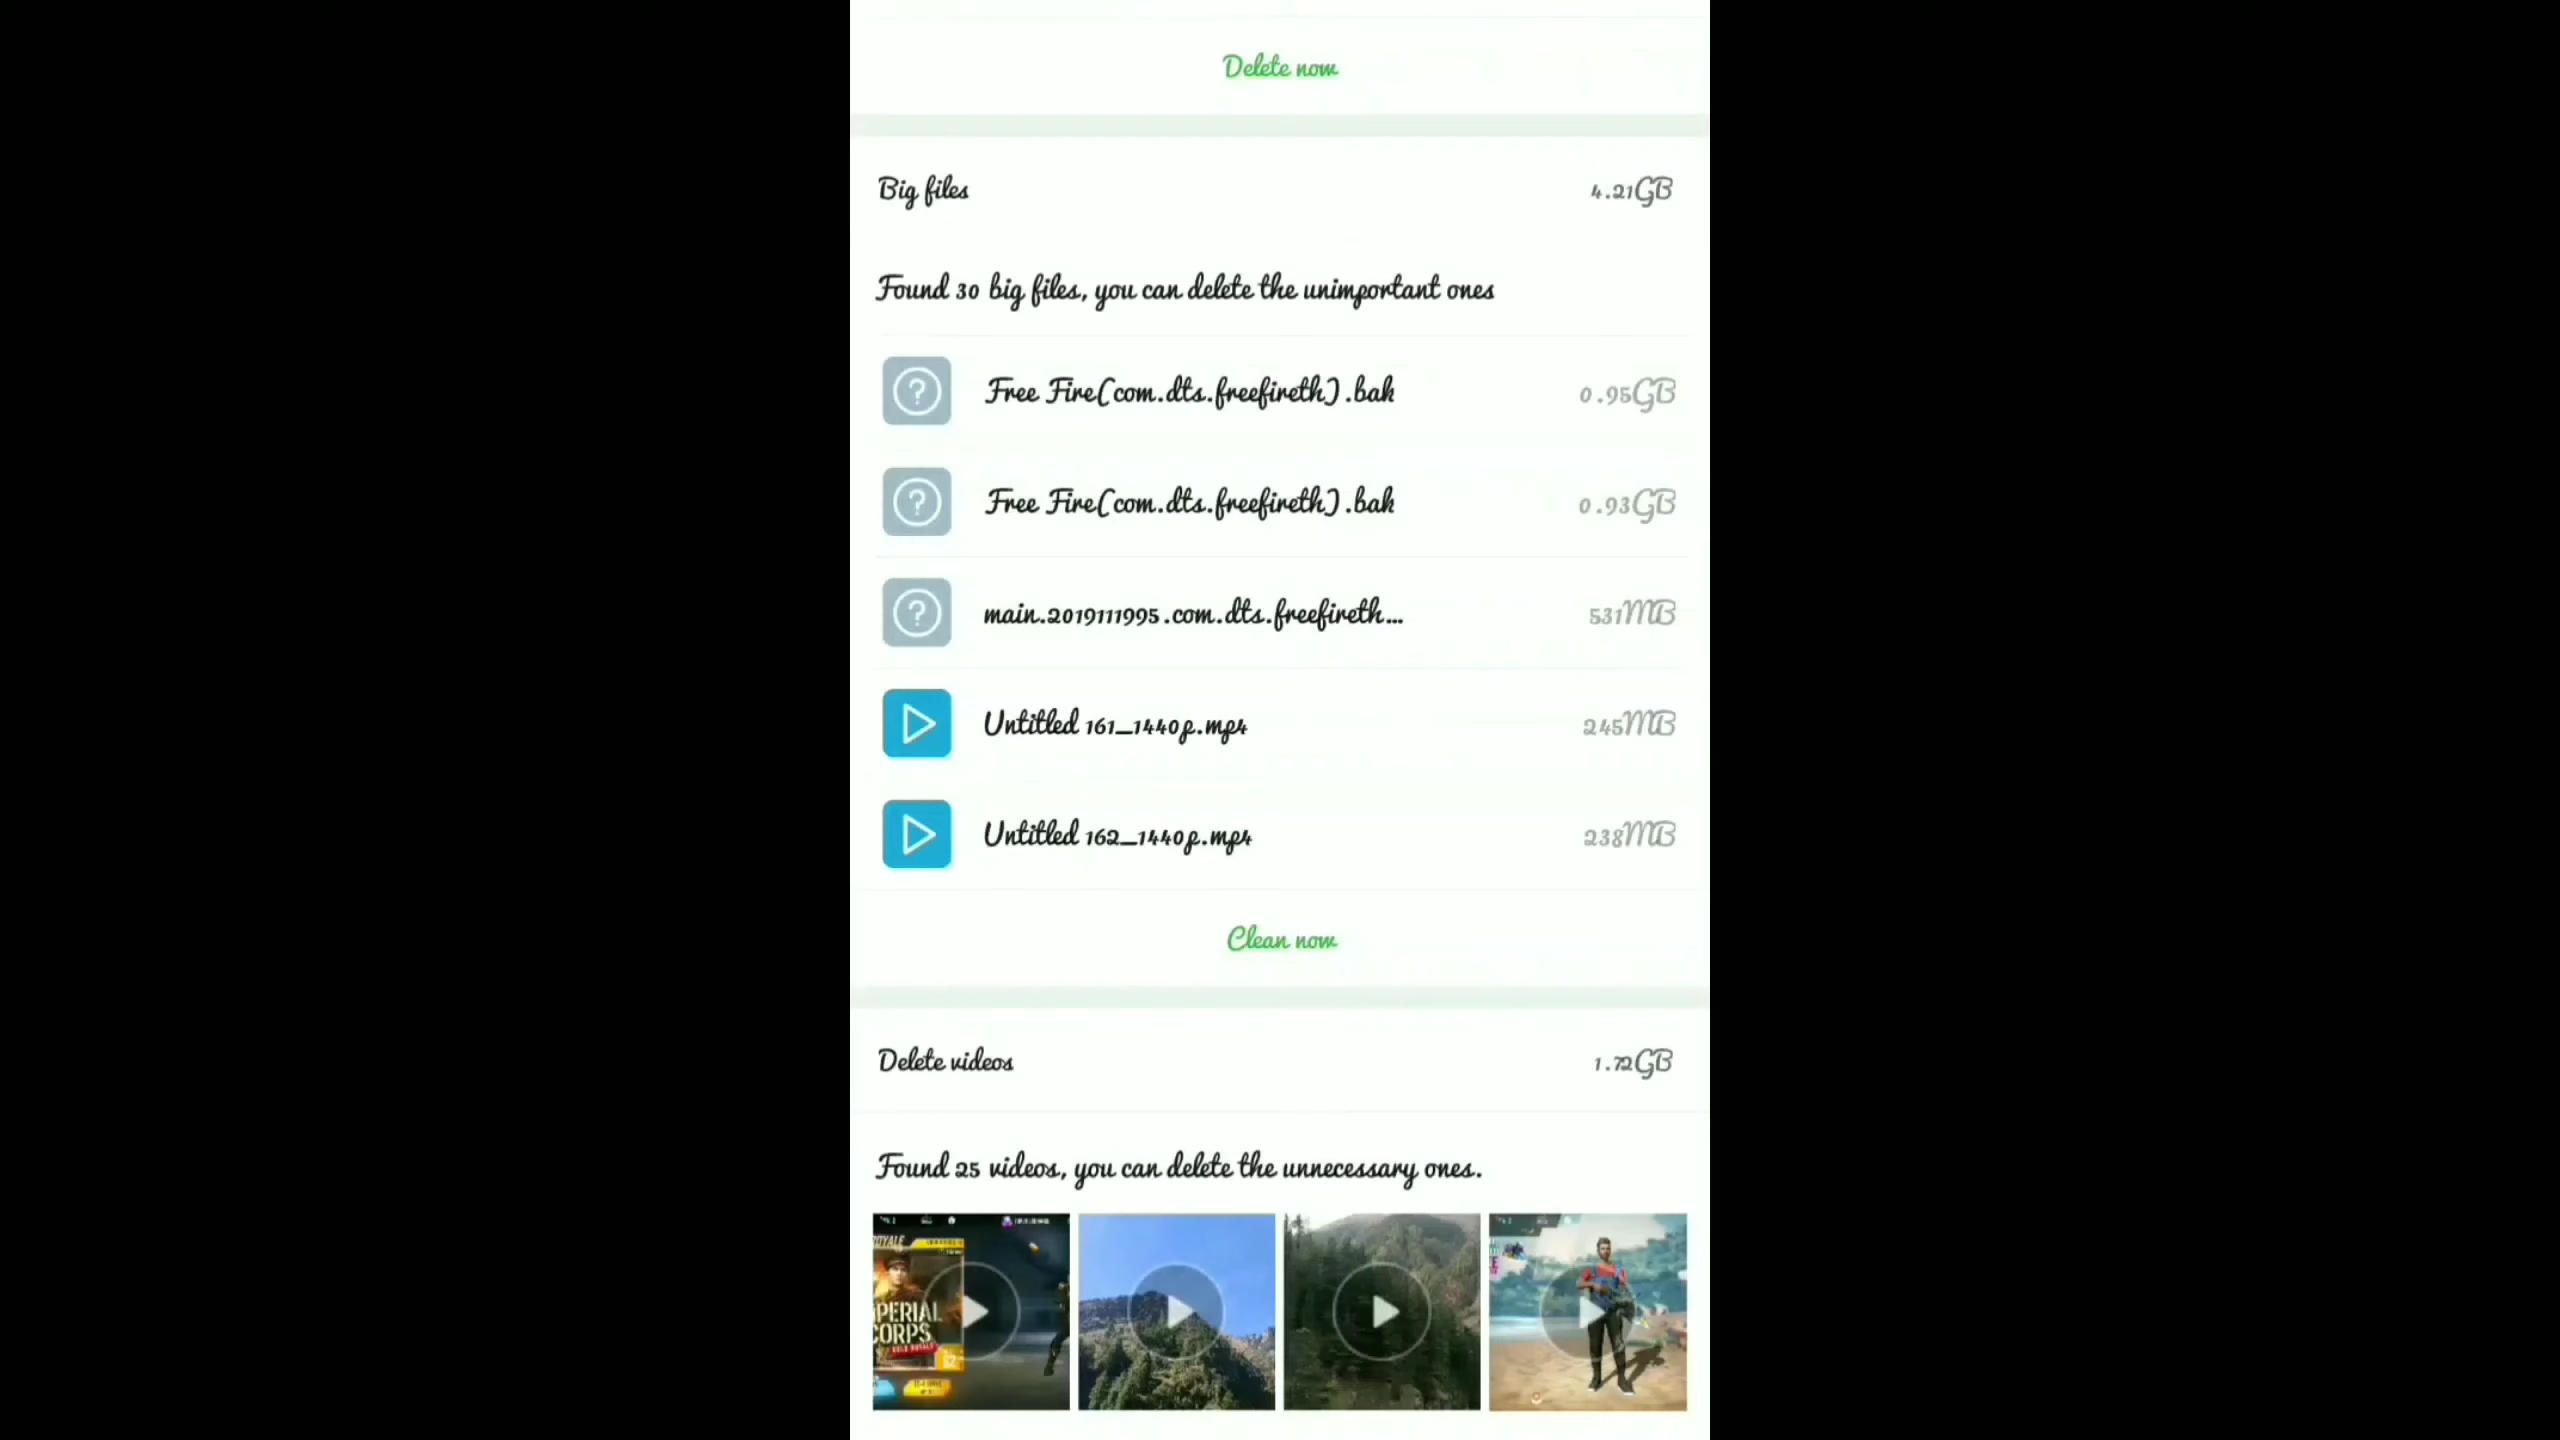 Delete now
Big files
4.21GB
Found 30 big files, you can delete the unimportant ones
Free Fire(com.dts.freefireth).bak
0.95GB
Free Fire(com.dts.freefireth).bak
0.93GB
main.2019111995.com.dts.freefireth...
531MB
Untitled 161_1440p.mp4
245MB
Untitled 162_1440p.mp4
238MB
Clean now
Delete videos
1.72GB
Found 25 videos, you can delete the unnecessary ones.
ROYALE
PERIAL
CORPS